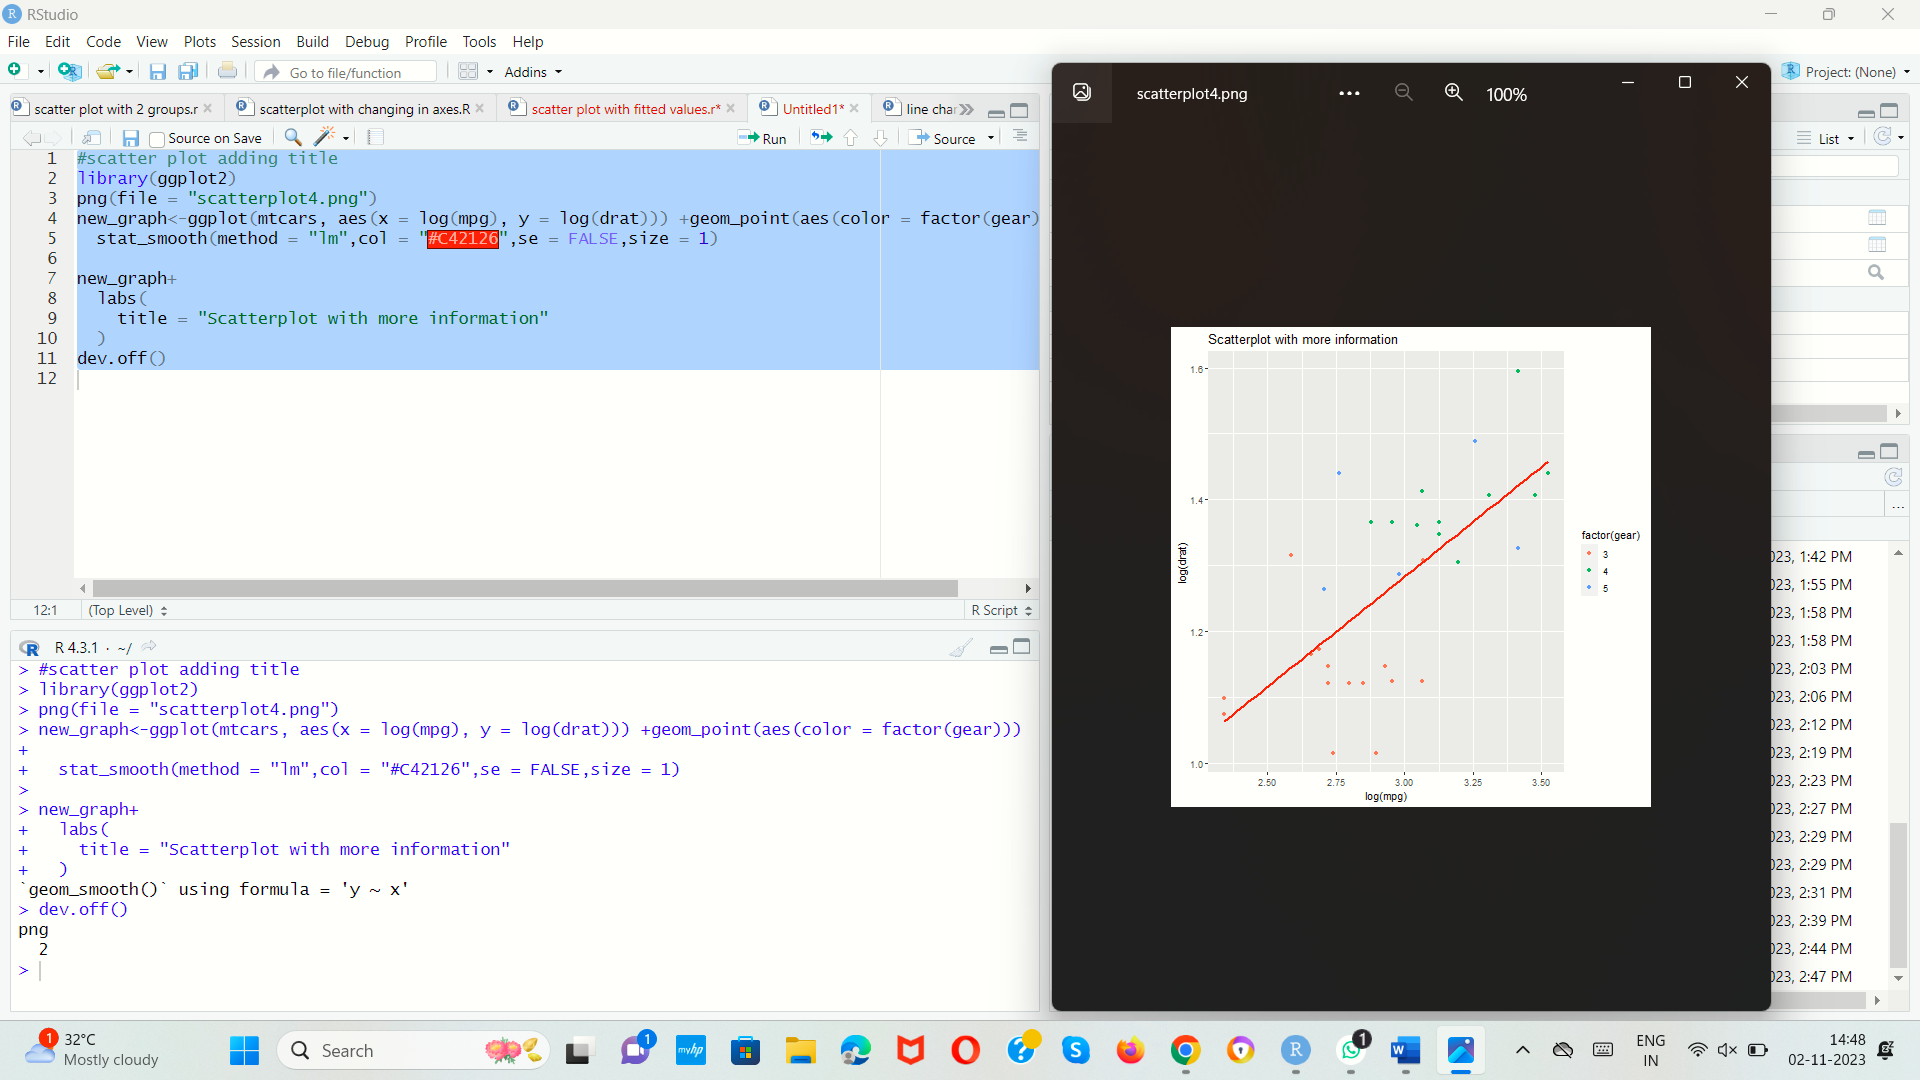 RStudio
File Edit Code View Plots Session Build Debug Profile Tools Help
Go to file/function Addins
Project: (None)
scatter plot with 2 groups.r scatterplot with changing in axes.R scatter plot with fitted values.r* Untitled1* line char
Source on Save Run Source
List
1 #scatter plot adding title
2 library(ggplot2)
3 png(file = "scatterplot4.png")
4 new_graph<-ggplot(mtcars, aes(x = log(mpg), y = log(drat))) +geom_point(aes(color = factor(gear)
5 stat_smooth(method = "lm",col = "#C42126",se = FALSE,size = 1)
6
7 new_graph+
8 labs(
9 title = "Scatterplot with more information"
10 )
11 dev.off()
12
12:1 (Top Level) R Script
R 4.3.1 · ~/
> #scatter plot adding title
> library(ggplot2)
> png(file = "scatterplot4.png")
> new_graph<-ggplot(mtcars, aes(x = log(mpg), y = log(drat))) +geom_point(aes(color = factor(gear)))
+
+ stat_smooth(method = "lm",col = "#C42126",se = FALSE,size = 1)
>
> new_graph+
+ labs(
+ title = "Scatterplot with more information"
+ )
`geom_smooth()` using formula = 'y ~ x'
> dev.off()
png
2
>
scatterplot4.png
100%
Scatterplot with more information
1.6
1.4
1.2
1.0
log(drat)
2.50 2.75 3.00 3.25 3.50
log(mpg)
factor(gear)
3
4
5
...
023, 1:42 PM
023, 1:55 PM
023, 1:58 PM
023, 1:58 PM
023, 2:03 PM
023, 2:06 PM
023, 2:12 PM
023, 2:19 PM
023, 2:23 PM
023, 2:27 PM
023, 2:29 PM
023, 2:29 PM
023, 2:31 PM
023, 2:39 PM
023, 2:44 PM
023, 2:47 PM
1
32°C
Mostly cloudy
Search
1
myhp
1
ENG
IN
14:48
02-11-2023